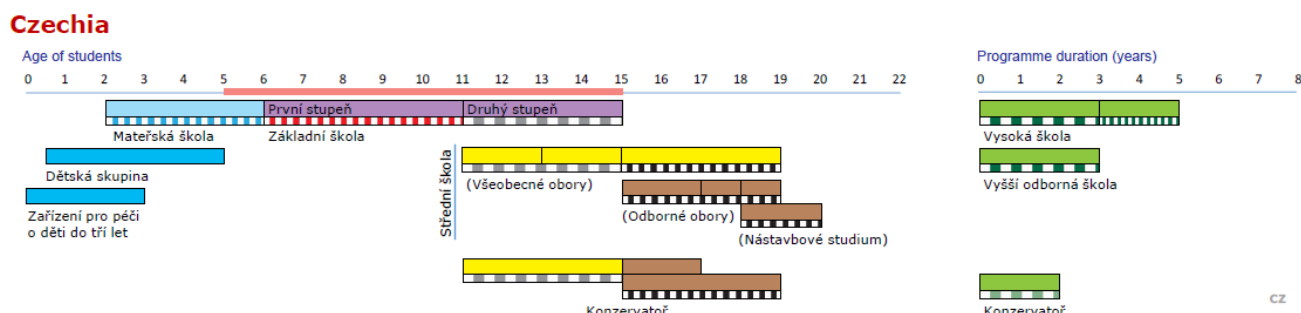 Czechia
Age of students
Programme duration (years)
0 1 2 3 4 5 6 7 8 9 10 11 12 13 14 15 16 17 18 19 20 21 22
0 1 2 3 4 5 6 7 8
První stupeň
Druhý stupeň
Mateřská škola
Základní škola
Vysoká škola
Dětská skupina
Střední škola
(Všeobecné obory)
Vyšší odborná škola
Zařízení pro péči
o děti do tří let
(Odborné obory)
(Nástavbové studium)
Konzervatoř
Konzervatoř
CZ